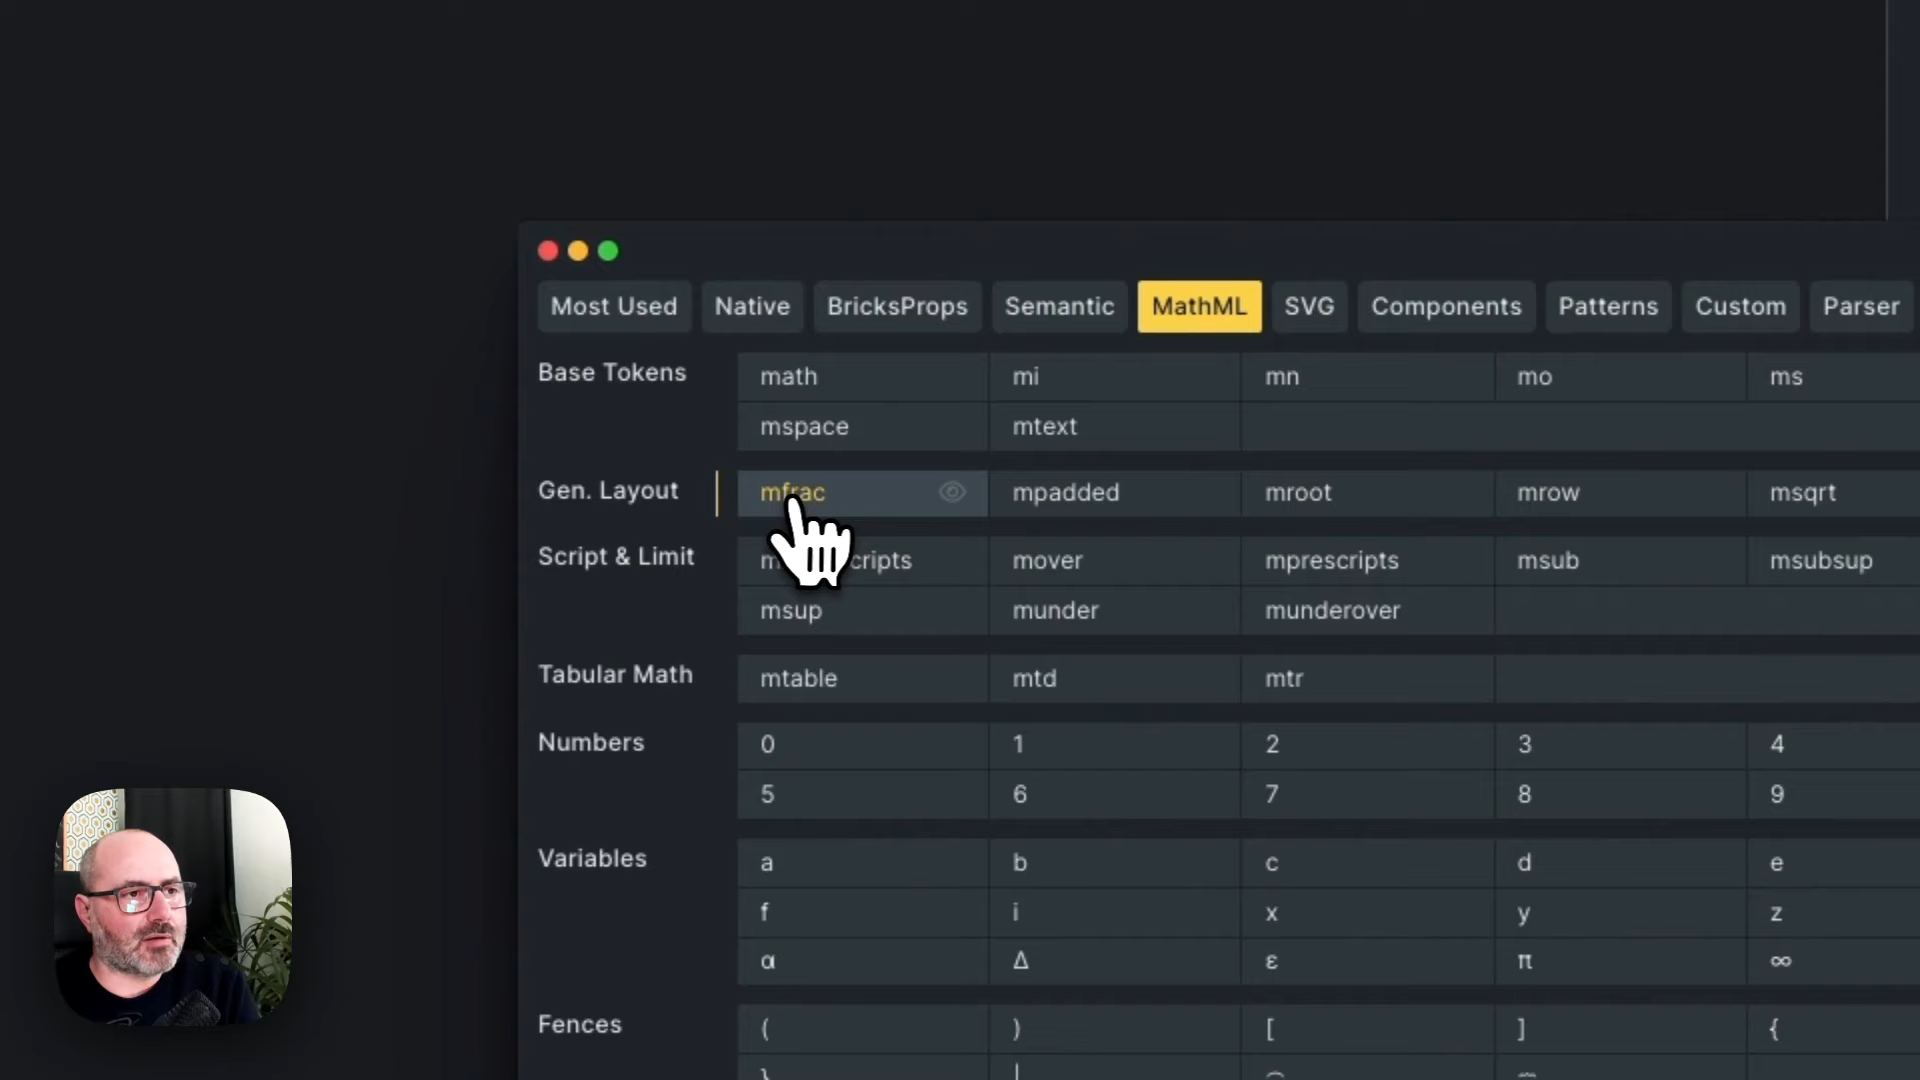 Most Used Native BricksProps Semantic MathML SVG Components Patterns Custom Parser
Base Tokens math mi mn mo ms
mspace mtext
Gen. Layout mfrac mpadded mroot mrow msqrt
Script & Limit mover mprescripts msub msubsup
msup munder munderover
Tabular Math mtable mtd mtr
Numbers 0 1 2 3 4
5 6 7 8 9
Variables a b c d e
f i x y z
α Δ ε π ∞
Fences ( ) [ ] {